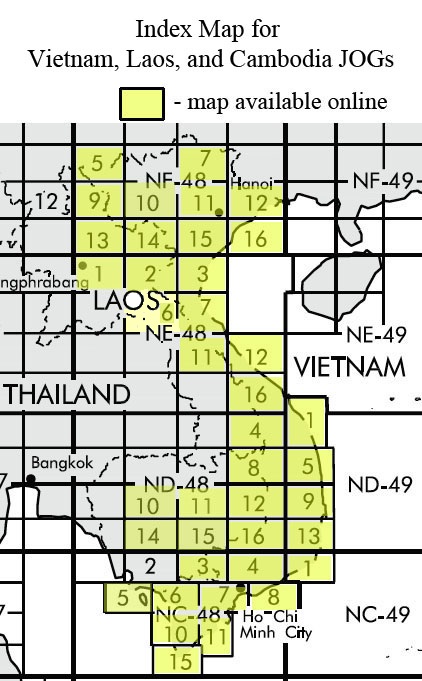 Index Map for
Vietnam, Laos, and Cambodia JOGs
- map available online
5 7
NF-48 Hanoi NF-49
12 9 10 11 12
13 14 15 16
ngphrabang 1 2 3
LAOS 6 7
NE-48 NE-49
11 12 VIETNAM
THAILAND 16
1
4
Bangkok 8 5
7 ND-48 ND-49
10 11 12 9
14 15 16 13
2 3 4 1
5 6 7 8
7 NC-48 Ho Chi NC-49
10 11 Minh City
15